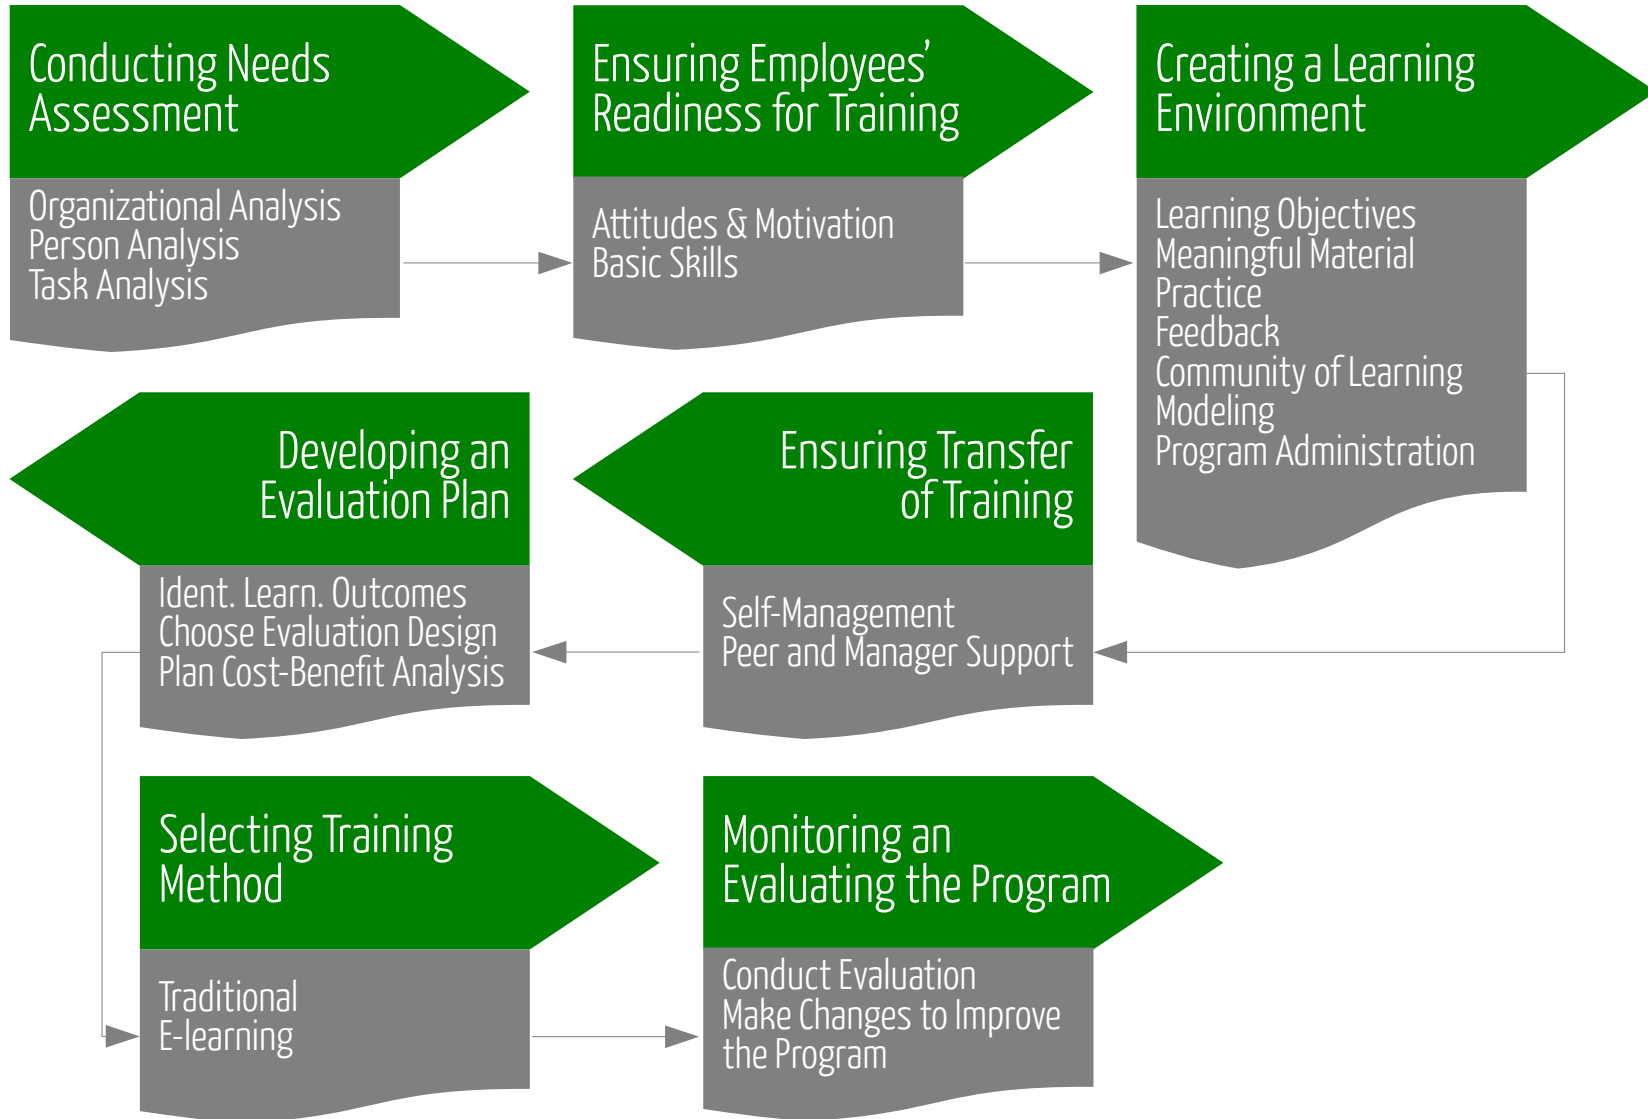 Conducting Needs
Assessment
Organizational Analysis
Person Analysis
Task Analysis
Ensuring Employees’
Readiness for Training
Attitudes & Motivation
Basic Skills
Creating a Learning
Environment
Learning Objectives
Meaningful Material
Practice
Feedback
Community of Learning
Modeling
Program Administration
Ensuring Transfer
of Training
Self-Management
Peer and Manager Support
Developing an
Evaluation Plan
Ident. Learn. Outcomes
Choose Evaluation Design
Plan Cost-Benefit Analysis
Selecting Training
Method
Traditional
E-learning
Monitoring an
Evaluating the Program
Conduct Evaluation
Make Changes to Improve
the Program